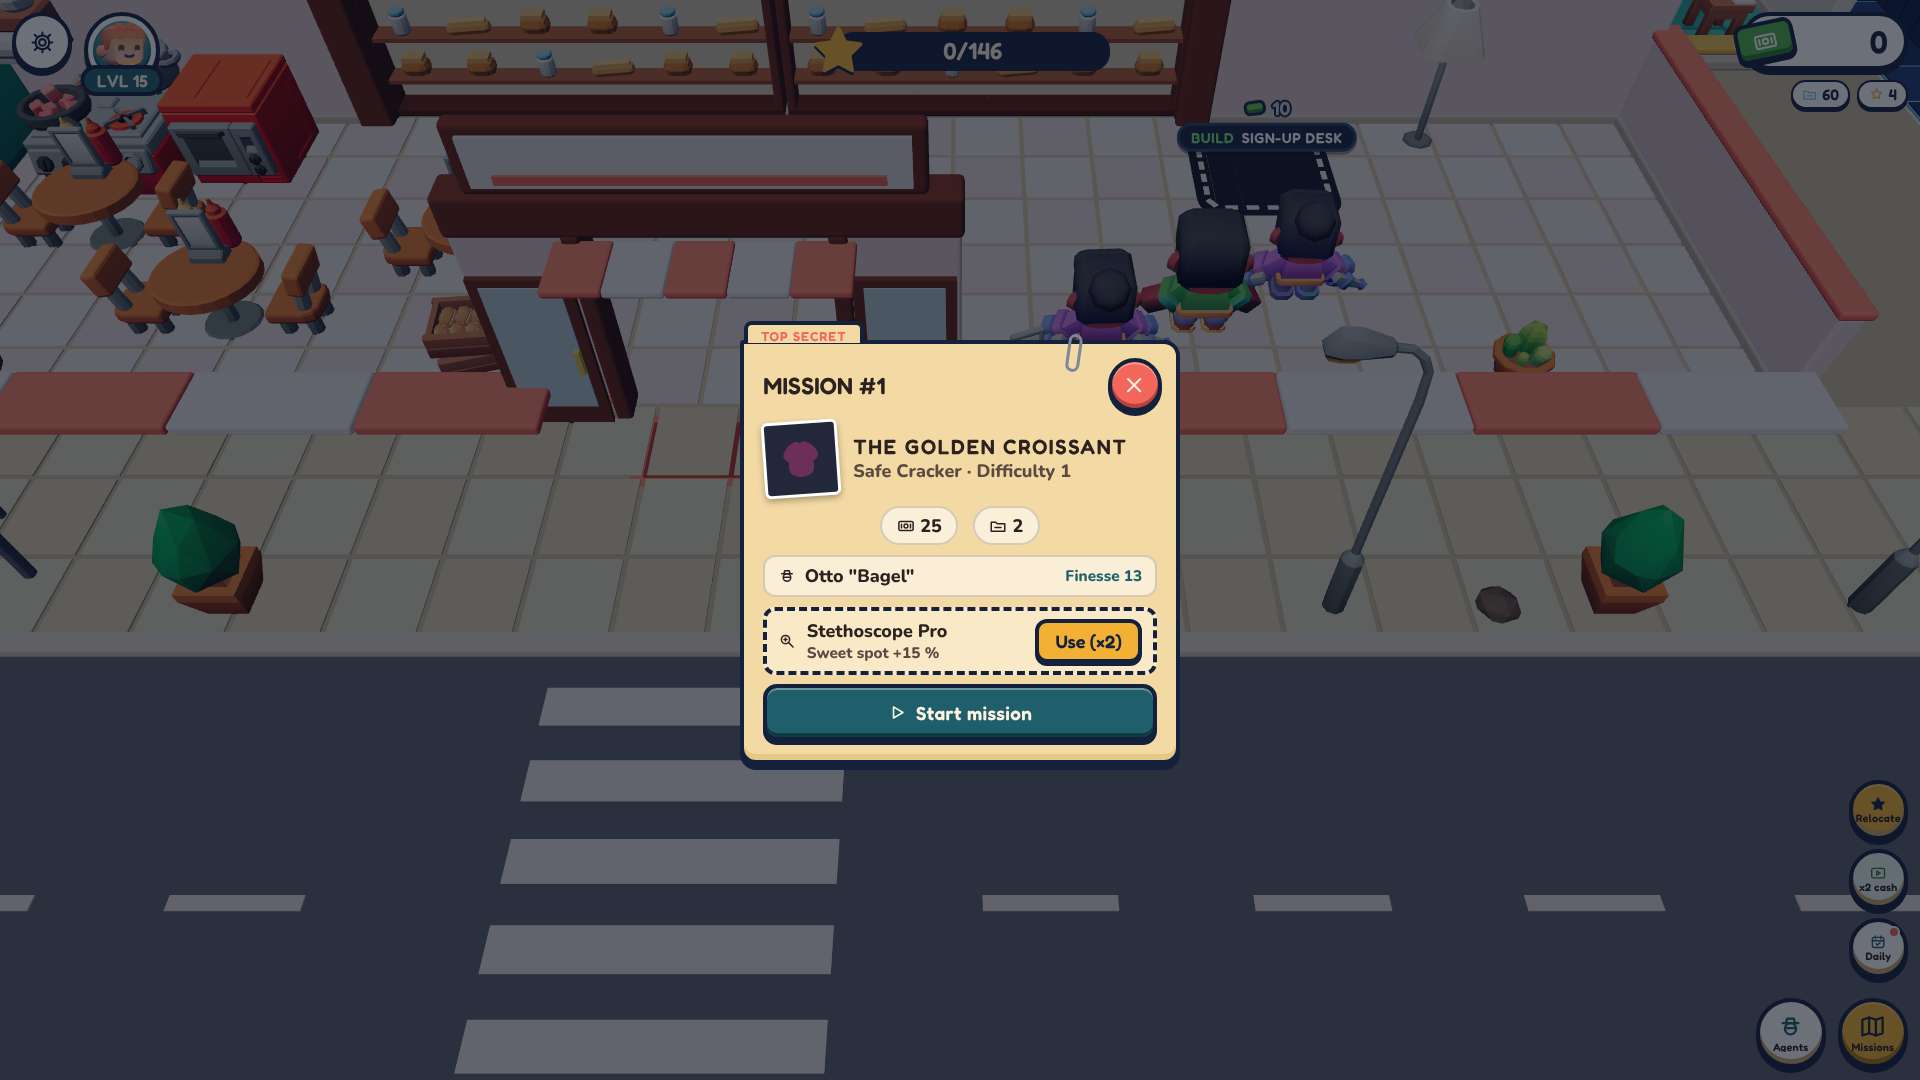 LVL 15
0/146
0
60
4
10
BUILD SIGN-UP DESK
TOP SECRET
MISSION #1
THE GOLDEN CROISSANT
Safe Cracker · Difficulty 1
25
2
Otto "Bagel"
Finesse 13
Stethoscope Pro
Sweet spot +15 %
Use (x2)
Start mission
Relocate
x2 cash
Daily
Agents
Missions